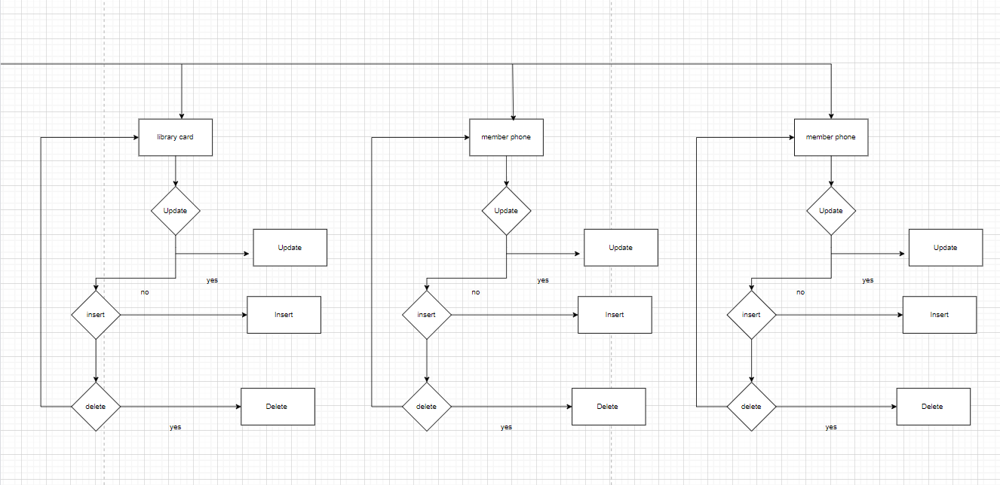 library card
member phone
member phone
Update
Update
Update
Update
Update
Update
yes
yes
yes
no
no
no
insert
Insert
insert
Insert
insert
Insert
delete
Delete
delete
Delete
delete
Delete
yes
yes
yes